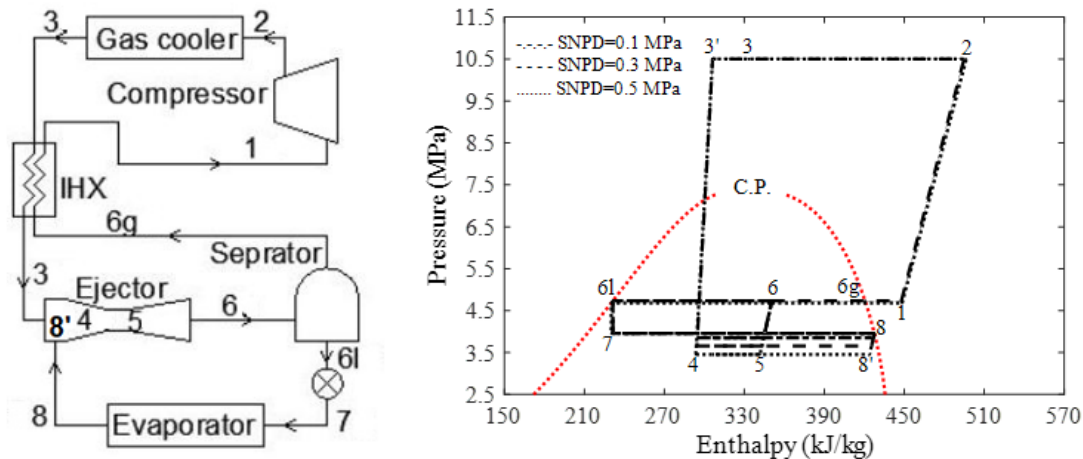 3
Gas cooler
2
Compressor
1
IHX
6g
Seprator
3
Ejector
6
8'
4
5
6l
8
Evaporator
7
11.5
10.5
9.5
8.5
7.5
6.5
5.5
4.5
3.5
2.5
Pressure (MPa)
SNPD=0.1 MPa
SNPD=0.3 MPa
SNPD=0.5 MPa
3'
3
2
C.P.
6l
6
6g
1
7
8
4
5
8'
150
210
270
330
390
450
510
570
Enthalpy (kJ/kg)